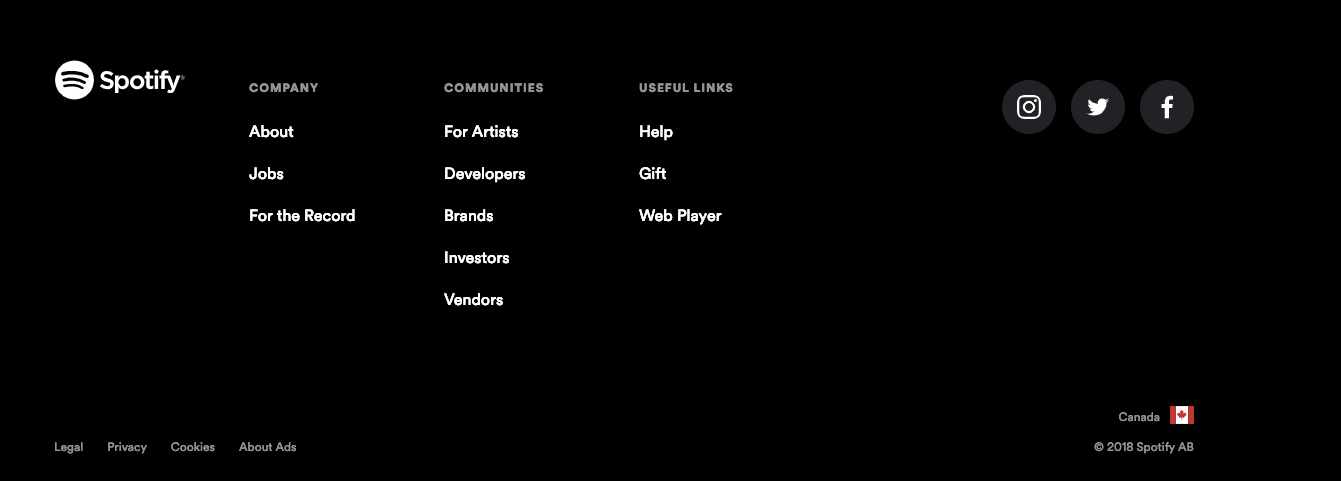 Spotify®
COMPANY
About
Jobs
For the Record
COMMUNITIES
For Artists
Developers
Brands
Investors
Vendors
USEFUL LINKS
Help
Gift
Web Player
Canada
Legal Privacy Cookies About Ads
© 2018 Spotify AB